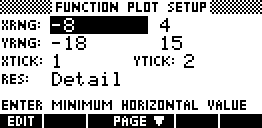 FUNCTION PLOT SETUP
XRNG: -8 4
YRNG: -18 15
XTICK: 1 YTICK: 2
RES: Detail
ENTER MINIMUM HORIZONTAL VALUE
EDIT PAGE ▼